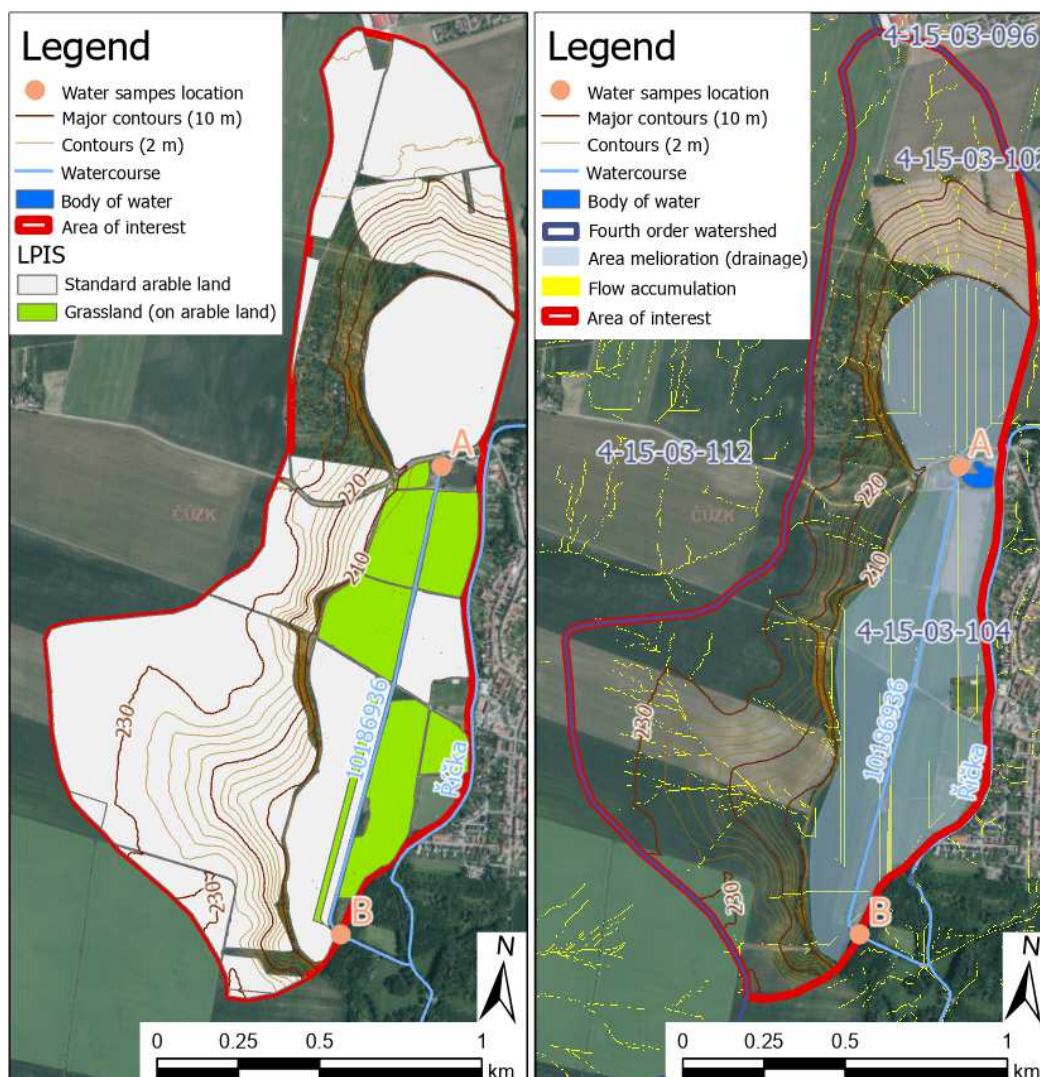 Legend
Water sampes location
Major contours (10 m)
Contours (2 m)
Watercourse
Body of water
Area of interest
LPIS
Standard arable land
Grassland (on arable land)
A
220
ČÚZK
210
10186936
230
Říčka
230
B
N
0 0.25 0.5 1
km
Legend
Water sampes location
Major contours (10 m)
Contours (2 m)
Watercourse
Body of water
Fourth order watershed
Area melioration (drainage)
Flow accumulation
Area of interest
4-15-03-096
4-15-03-102
A
4-15-03-112
220
ČÚZK
210
4-15-03-104
10186936
230
Říčka
230
B
N
0 0.25 0.5 1
km